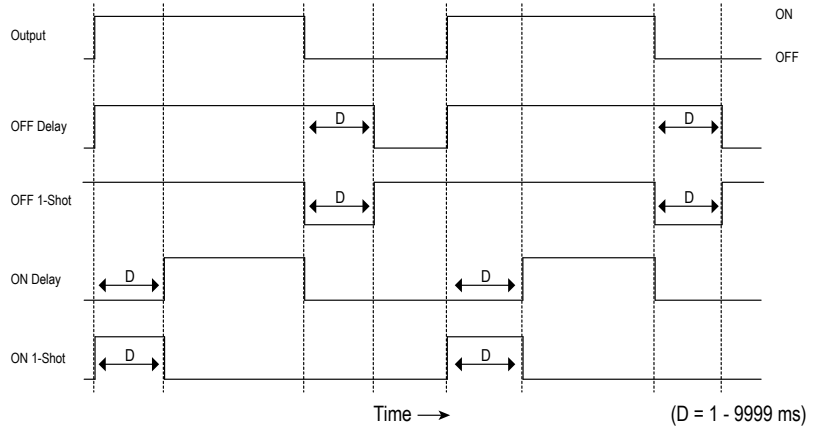 ON
Output
OFF
OFF Delay
D
D
OFF 1-Shot
D
D
ON Delay
D
D
ON 1-Shot
D
D
Time
(D = 1 - 9999 ms)